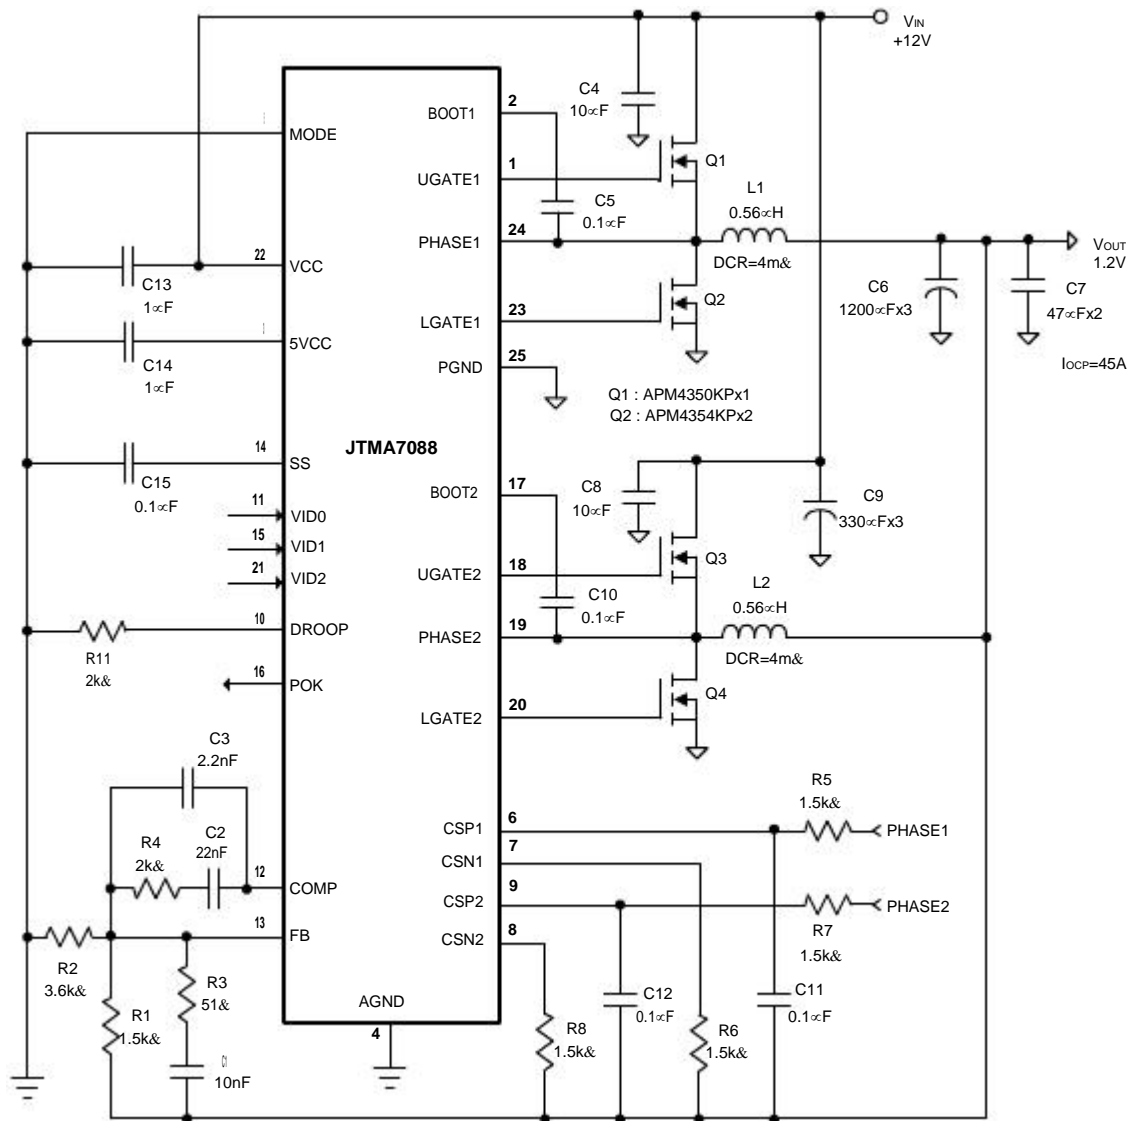 VIN
+12V
C4
10∝F
2
BOOT1
MODE
Q1
1
UGATE1
C5
0.1∝F
L1
0.56∝H
24
PHASE1
DCR=4m&
VOUT
1.2V
22
VCC
C13
1∝F
Q2
C6
1200∝Fx3
C7
47∝Fx2
23
LGATE1
5VCC
C14
1∝F
25
PGND
IOCP=45A
Q1 : APM4350KPx1
Q2 : APM4354KPx2
JTMA7088
14
SS
C15
0.1∝F
17
BOOT2
C8
10∝F
C9
330∝Fx3
11
VID0
15
VID1
21
VID2
18
UGATE2
Q3
C10
0.1∝F
L2
0.56∝H
10
DROOP
19
PHASE2
R11
2k&
DCR=4m&
16
POK
Q4
20
LGATE2
C3
2.2nF
R5
1.5k&
6
CSP1
PHASE1
7
CSN1
R4
2k&
C2
22nF
12
COMP
9
CSP2
PHASE2
13
FB
8
CSN2
R7
1.5k&
R2
3.6k&
R3
51&
R1
1.5k&
10nF
AGND
4
C12
0.1∝F
C11
0.1∝F
R8
1.5k&
R6
1.5k&